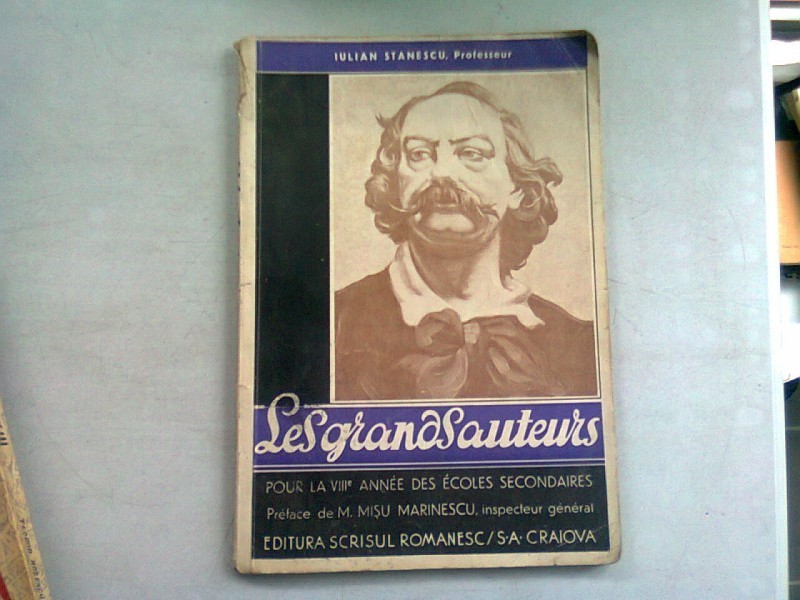 IULIAN STANESCU, Professeur
Les grands auteurs
POUR LA VIIIe ANNÉE DES ÉCOLES SECONDAIRES
Préface de M. MIȘU MARINESCU, inspecteur général
EDITURA SCRISUL ROMANESC/S·A· CRAIOVA